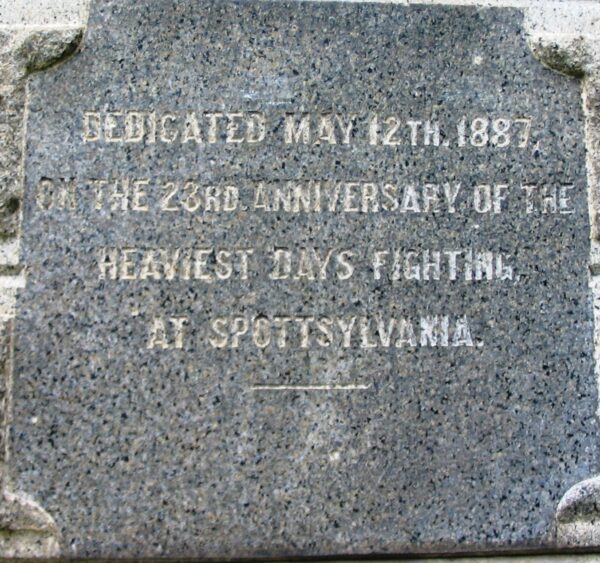 DEDICATED MAY 12TH, 1887,
ON THE 23RD. ANNIVERSARY OF THE
HEAVIEST DAYS FIGHTING,
AT SPOTTSYLVANIA.